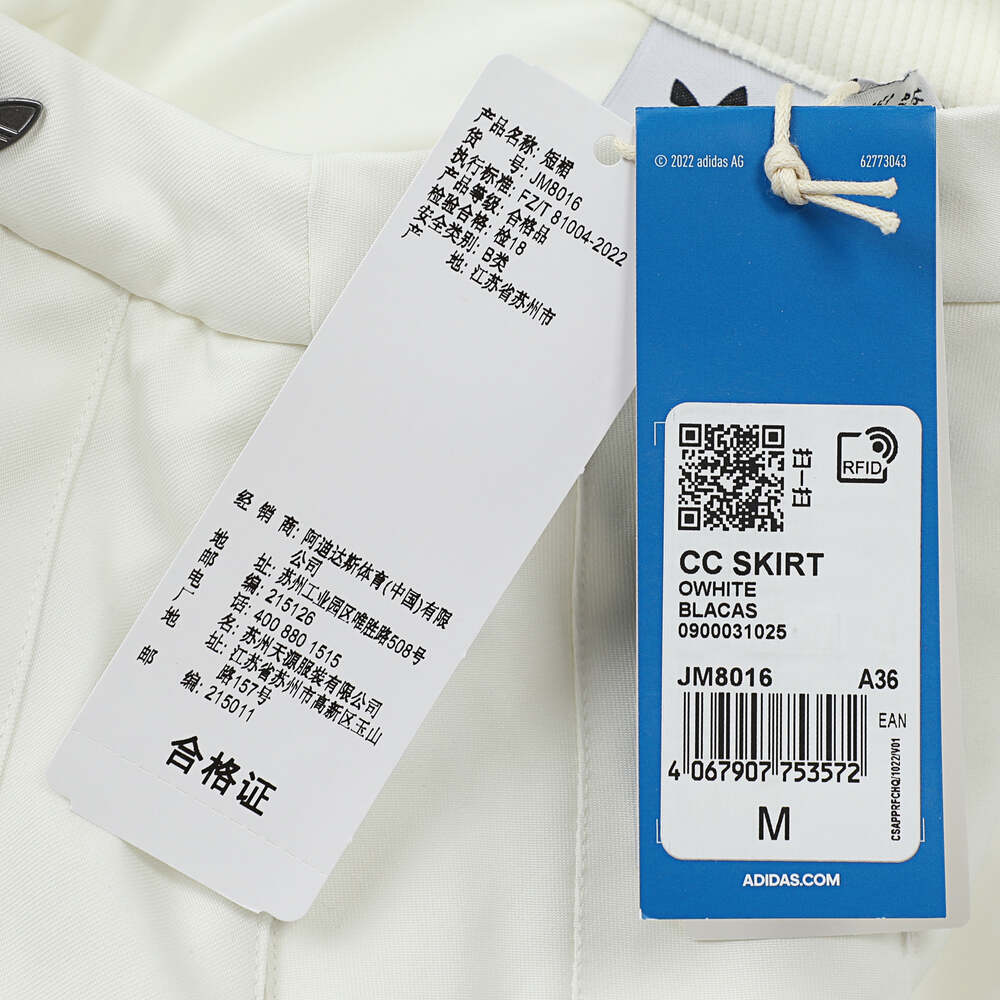 产品名称: 短裙
货 号: JM8016
执行标准: FZ/T 81004-2022
产品等级: 合格品
检验合格: 检18
安全类别: B类
产 地: 江苏省苏州市
经 销 商: 阿迪达斯体育(中国)有限
公司
地 址: 苏州工业园区唯胜路508号
邮 编: 215126
电 话: 400 880 1515
厂 名: 苏州天源服装有限公司
地 址: 江苏省苏州市高新区玉山
路157号
邮 编: 215011
合格证
© 2022 adidas AG
62773043
扫一扫
RFID
CC SKIRT
OWHITE
BLACAS
0900031025
JM8016 A36
EAN
4 067907 753572
CSAPPRFCHQ/1022/V01
M
ADIDAS.COM